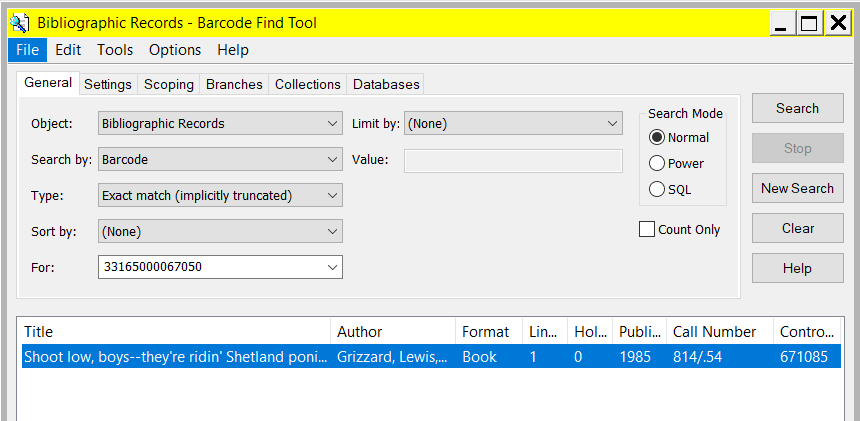 Bibliographic Records - Barcode Find Tool
File Edit Tools Options Help
General Settings Scoping Branches Collections Databases
Object: Bibliographic Records Limit by: (None)
Search by: Barcode Value:
Type: Exact match (implicitly truncated)
Sort by: (None)
For: 33165000067050
Search Mode
Normal
Power
SQL
Count Only
Search
Stop
New Search
Clear
Help
Title Author Format Lin... Hol... Publi... Call Number Contro...
Shoot low, boys--they're ridin' Shetland poni... Grizzard, Lewis,... Book 1 0 1985 814/.54 671085